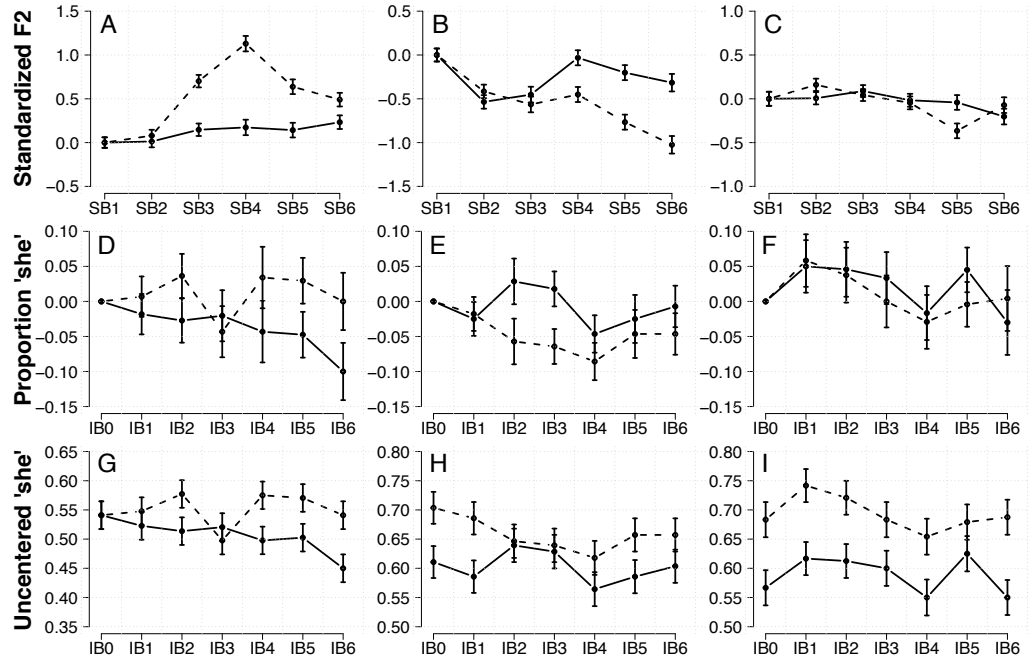 Standardized F2
A
1.5
1.0
0.5
0.0
−0.5
SB1 SB2 SB3 SB4 SB5 SB6
B
0.5
0.0
−0.5
−1.0
−1.5
SB1 SB2 SB3 SB4 SB5 SB6
C
1.0
0.5
0.0
−0.5
−1.0
SB1 SB2 SB3 SB4 SB5 SB6
Proportion 'she'
D
0.10
0.05
0.00
−0.05
−0.10
−0.15
IB0 IB1 IB2 IB3 IB4 IB5 IB6
E
0.10
0.05
0.00
−0.05
−0.10
−0.15
IB0 IB1 IB2 IB3 IB4 IB5 IB6
F
0.10
0.05
0.00
−0.05
−0.10
−0.15
IB0 IB1 IB2 IB3 IB4 IB5 IB6
Uncentered 'she'
G
0.65
0.60
0.55
0.50
0.45
0.40
0.35
IB0 IB1 IB2 IB3 IB4 IB5 IB6
H
0.80
0.75
0.70
0.65
0.60
0.55
0.50
IB0 IB1 IB2 IB3 IB4 IB5 IB6
I
0.80
0.75
0.70
0.65
0.60
0.55
0.50
IB0 IB1 IB2 IB3 IB4 IB5 IB6